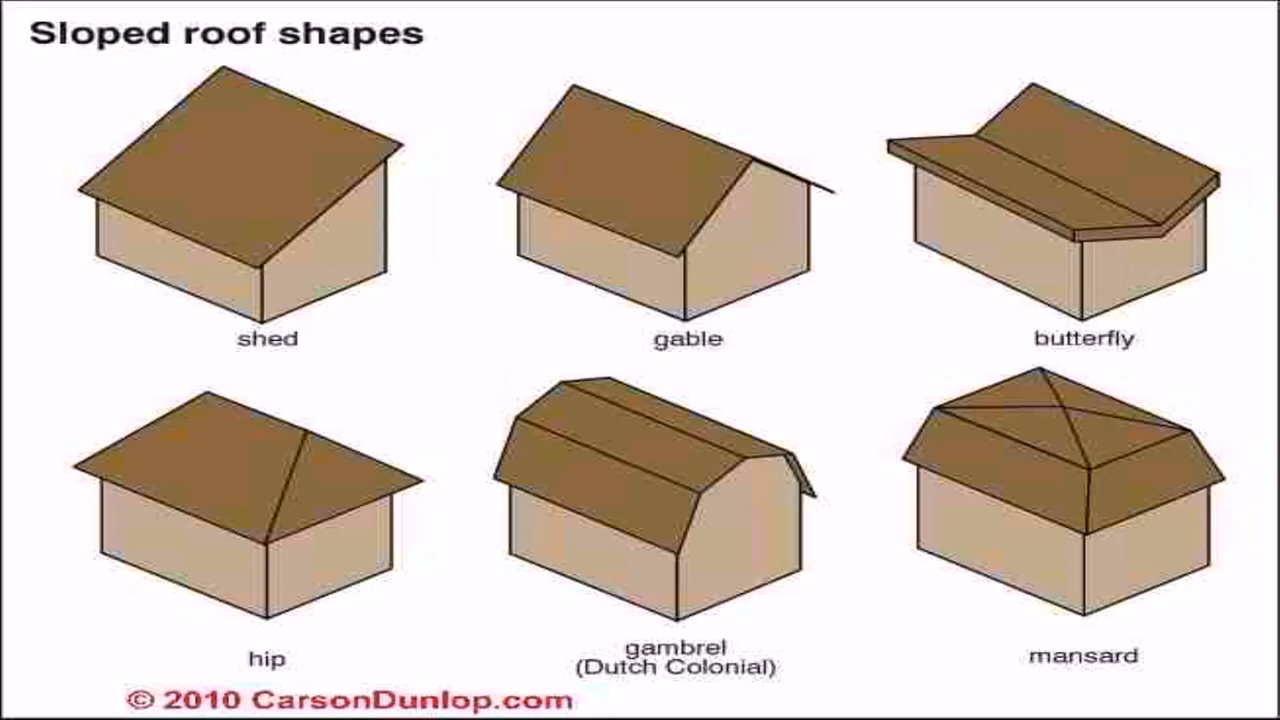 Sloped roof shapes
shed
gable
butterfly
hip
gambrel
(Dutch Colonial)
mansard
© 2010 CarsonDunlop.com